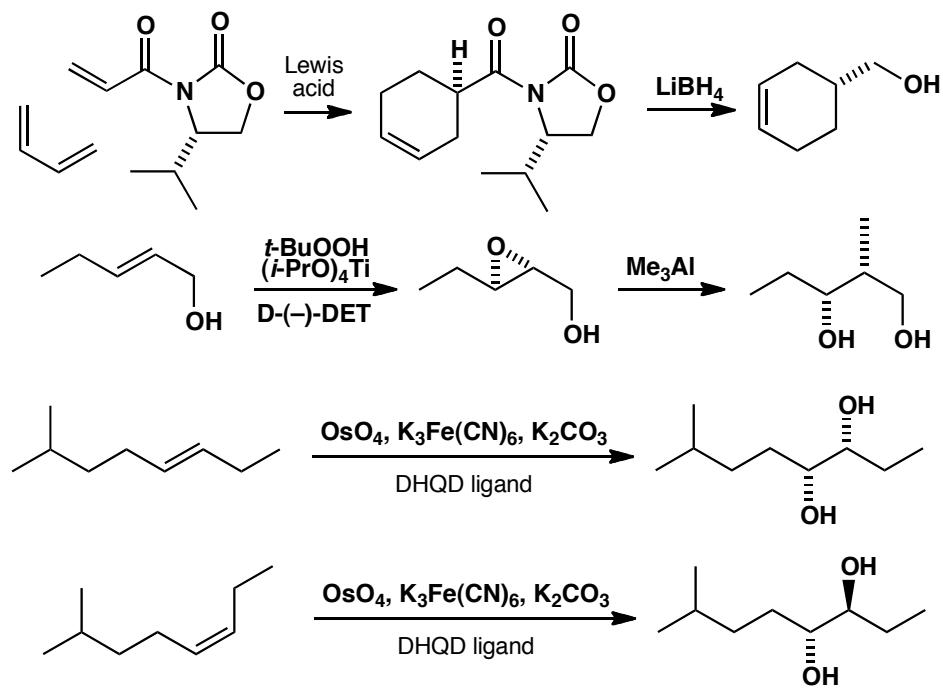 O O H O O
Lewis
acid
N O N O
LiBH4
OH
t-BuOOH
(i-PrO)4Ti
D-(–)-DET
OH
O
OH
Me3Al
OH OH
OsO4, K3Fe(CN)6, K2CO3
DHQD ligand
OH
OH
OsO4, K3Fe(CN)6, K2CO3
DHQD ligand
OH
OH